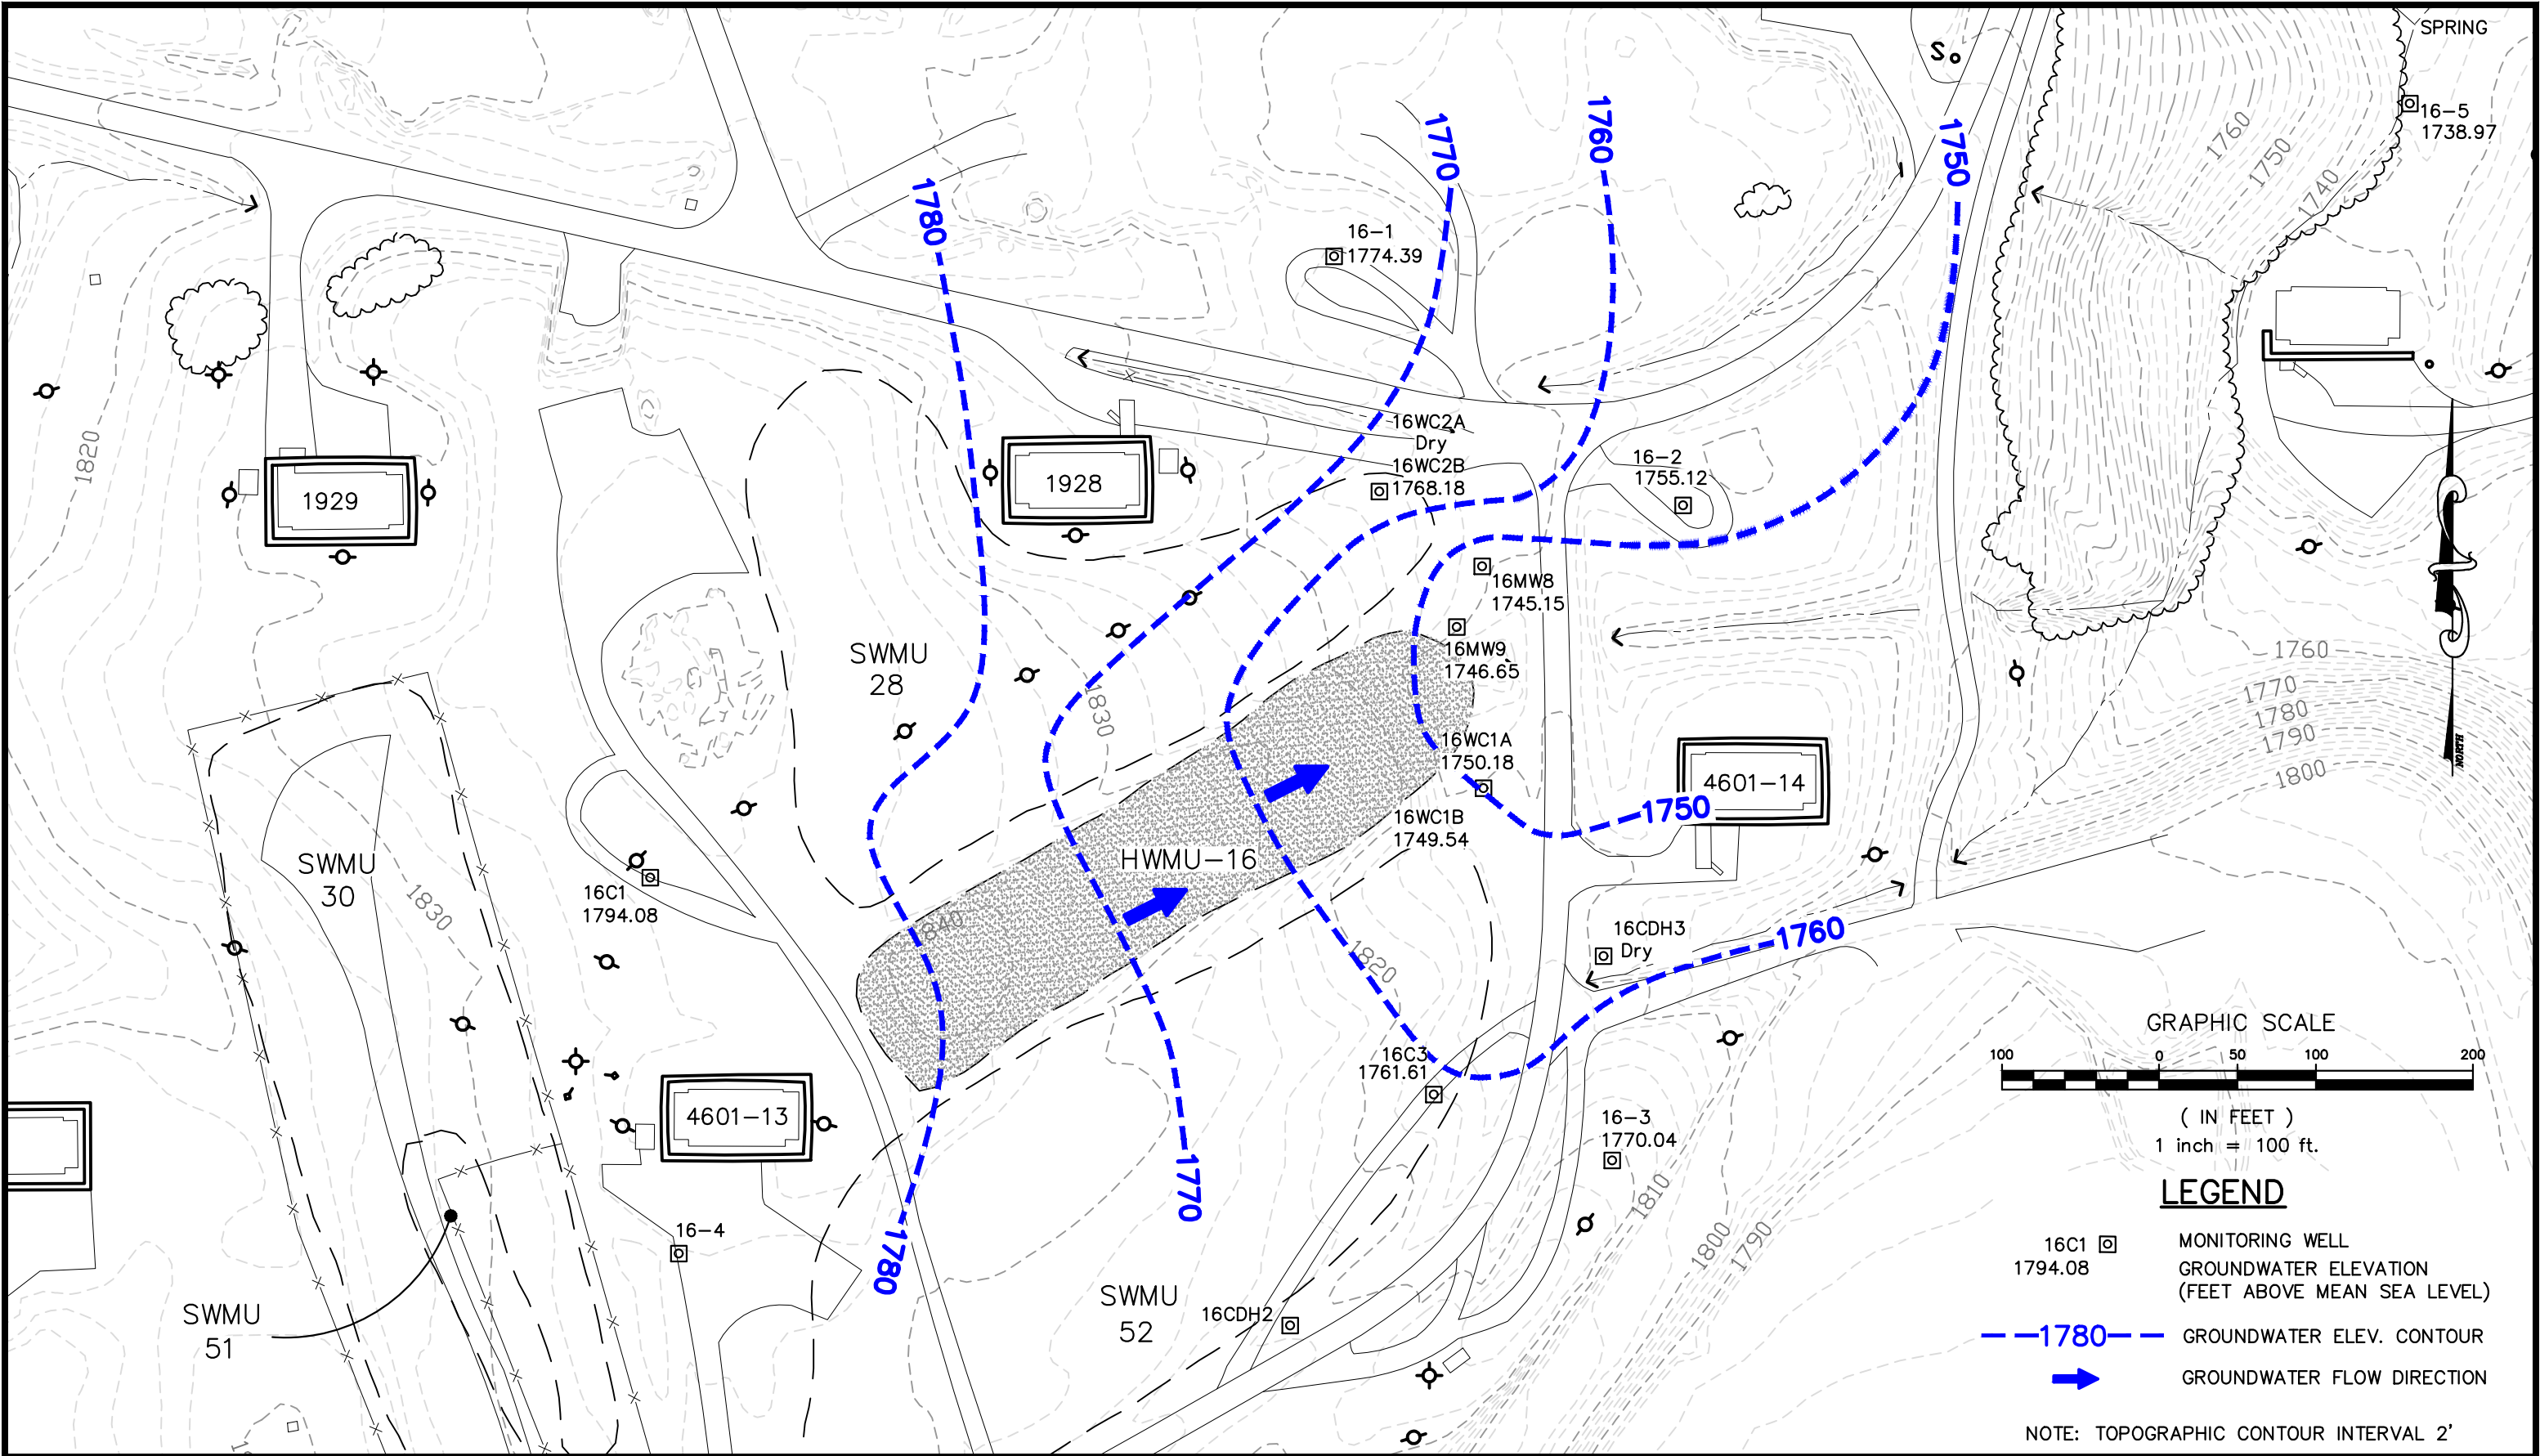 SPRING
S
16-5
1738.97
1760
1750
1740
1780
1770
1760
1750
16-1
1774.39
1820
16WC2A
Dry
16WC2B
1768.18
16-2
1755.12
1929
1928
16MW8
1745.15
16MW9
1746.65
SWMU
28
1830
1760
1770
1780
1790
1800
HWMU-16
16WC1A
1750.18
16WC1B
1749.54
1750
4601-14
SWMU
30
1830
16C1
1794.08
1840
1820
16CDH3
Dry
1760
16C3
1761.61
4601-13
16-3
1770.04
1810
1800
1790
1770
1780
16-4
SWMU
51
SWMU
52
16CDH2
GRAPHIC SCALE
100 0 50 100 200
( IN FEET )
1 inch = 100 ft.
LEGEND
16C1
1794.08
MONITORING WELL
GROUNDWATER ELEVATION
(FEET ABOVE MEAN SEA LEVEL)
1780
GROUNDWATER ELEV. CONTOUR
GROUNDWATER FLOW DIRECTION
NOTE: TOPOGRAPHIC CONTOUR INTERVAL 2'